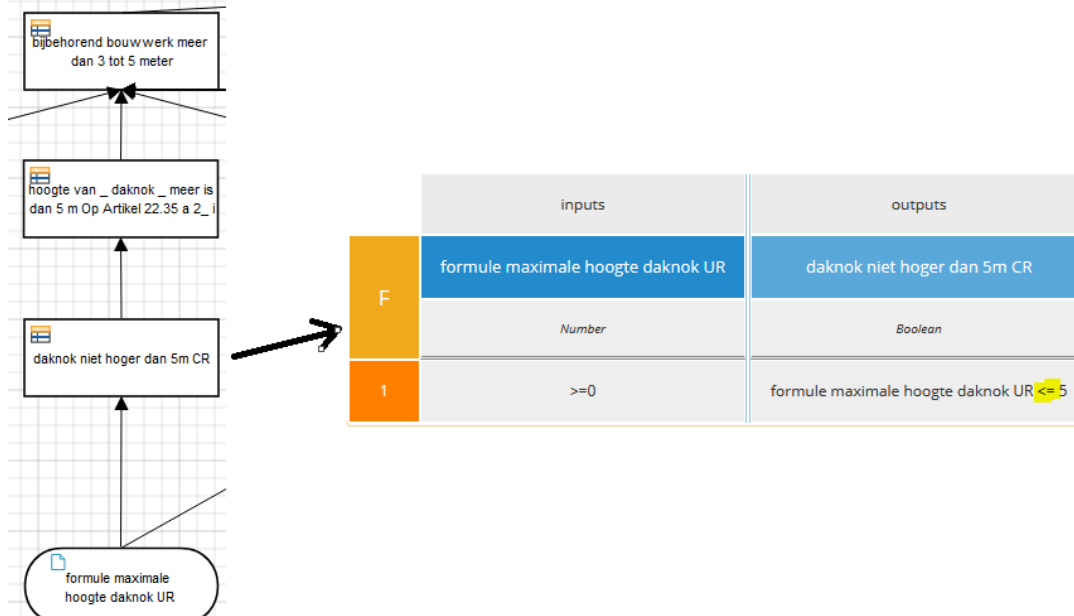 bijbehorend bouwwerk meer
dan 3 tot 5 meter
hoogte van _ daknok _ meer is
dan 5 m Op Artikel 22.35 a 2_ i
daknok niet hoger dan 5m CR
formule maximale
hoogte daknok UR
inputs
outputs
F
formule maximale hoogte daknok UR
daknok niet hoger dan 5m CR
Number
Boolean
1
>=0
formule maximale hoogte daknok UR <= 5